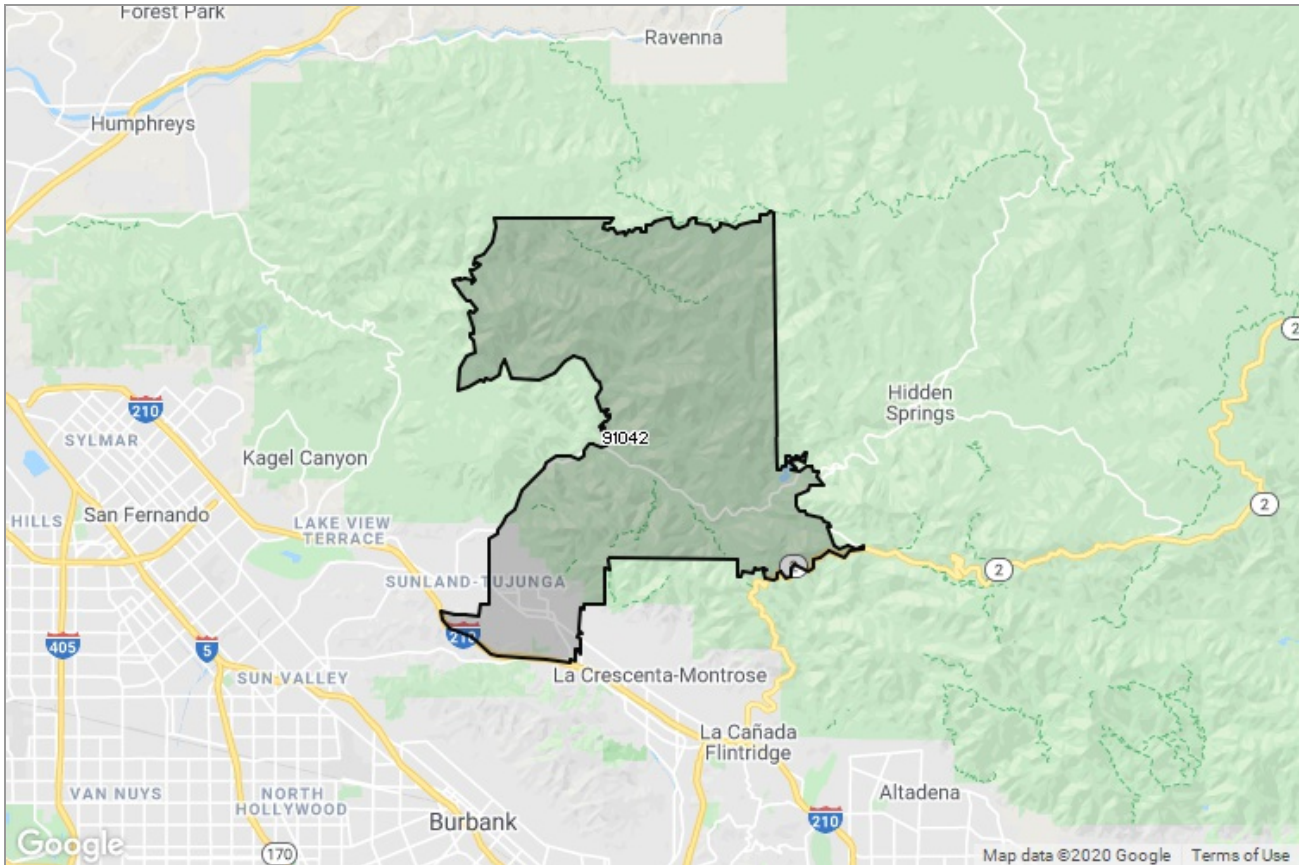 Forest Park
Ravenna
Humphreys
Hidden
Springs
2
210
SYLMAR
91042
Kagel Canyon
2
HILLS
San Fernando
LAKE VIEW
TERRACE
2
SUNLAND-TUJUNGA
210
405
5
SUN VALLEY
La Crescenta-Montrose
La Cañada
Flintridge
VAN NUYS
NORTH
HOLLYWOOD
Altadena
Burbank
210
Google
170
Map data ©2020 Google
Terms of Use